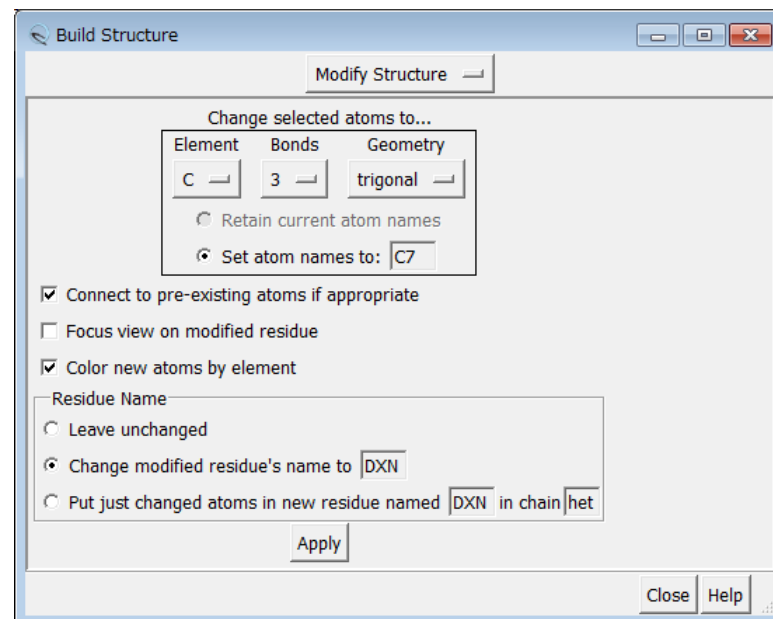 Build Structure
Modify Structure
Change selected atoms to...
Element Bonds Geometry
C 3 trigonal
Retain current atom names
Set atom names to: C7
Connect to pre-existing atoms if appropriate
Focus view on modified residue
Color new atoms by element
Residue Name
Leave unchanged
Change modified residue's name to DXN
Put just changed atoms in new residue named DXN in chain het
Apply
Close Help